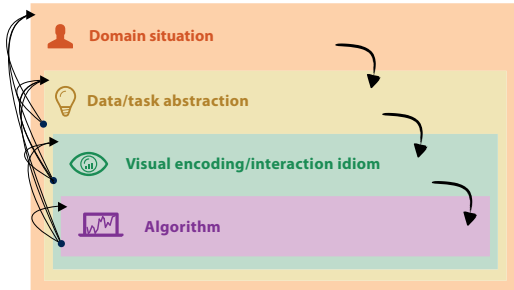 Domain situation
Data/task abstraction
Visual encoding/interaction idiom
Algorithm